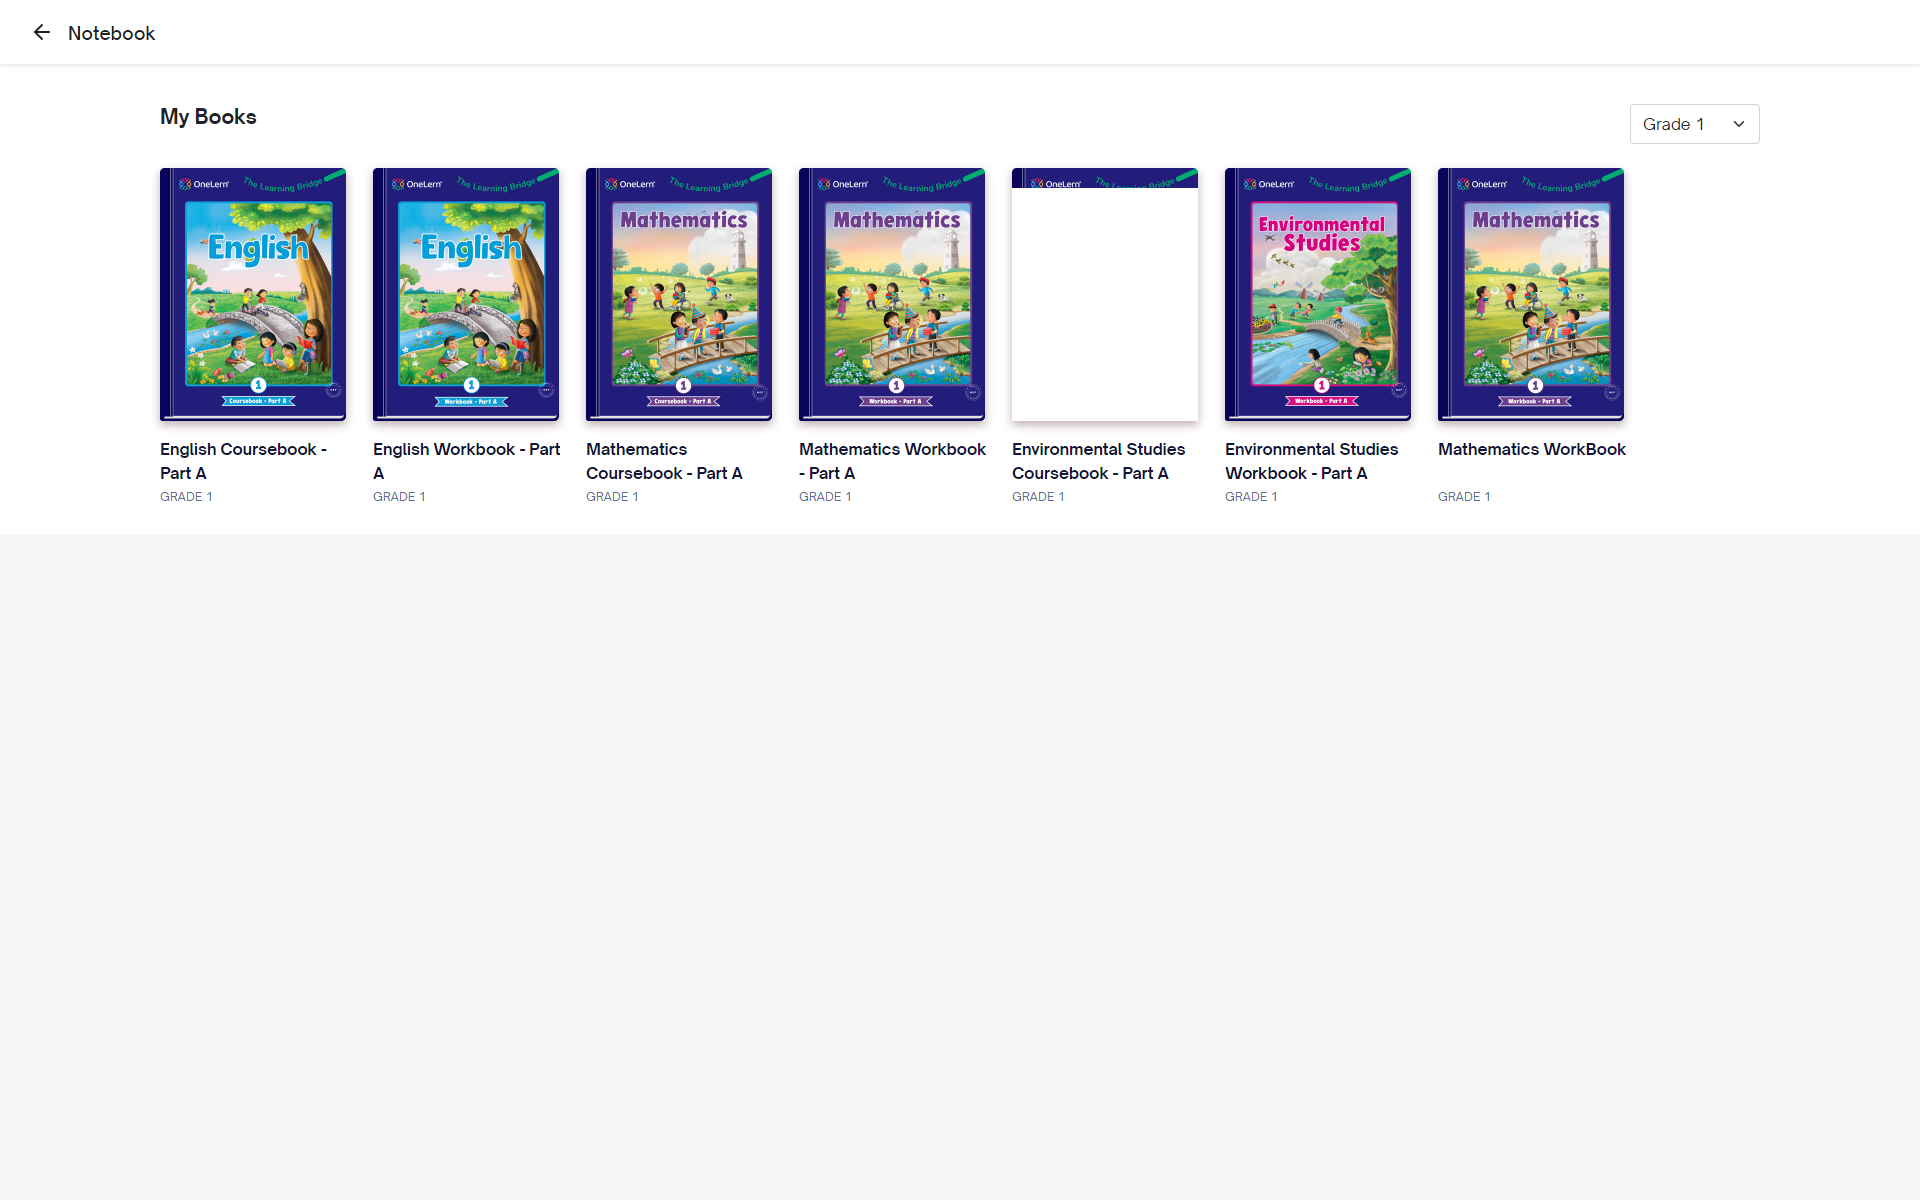 Notebook
My Books
Grade 1
OneLern
The Learning Bridge
English
1
Coursebook - Part A
OneLern
The Learning Bridge
English
1
Workbook - Part A
OneLern
The Learning Bridge
Mathematics
1
Coursebook - Part A
OneLern
The Learning Bridge
Mathematics
1
Workbook - Part A
OneLern
The Learning Bridge
OneLern
The Learning Bridge
Environmental
Studies
1
Workbook - Part A
OneLern
The Learning Bridge
Mathematics
1
Workbook - Part A
English Coursebook -
Part A
GRADE 1
English Workbook - Part
A
GRADE 1
Mathematics
Coursebook - Part A
GRADE 1
Mathematics Workbook
- Part A
GRADE 1
Environmental Studies
Coursebook - Part A
GRADE 1
Environmental Studies
Workbook - Part A
GRADE 1
Mathematics WorkBook
GRADE 1